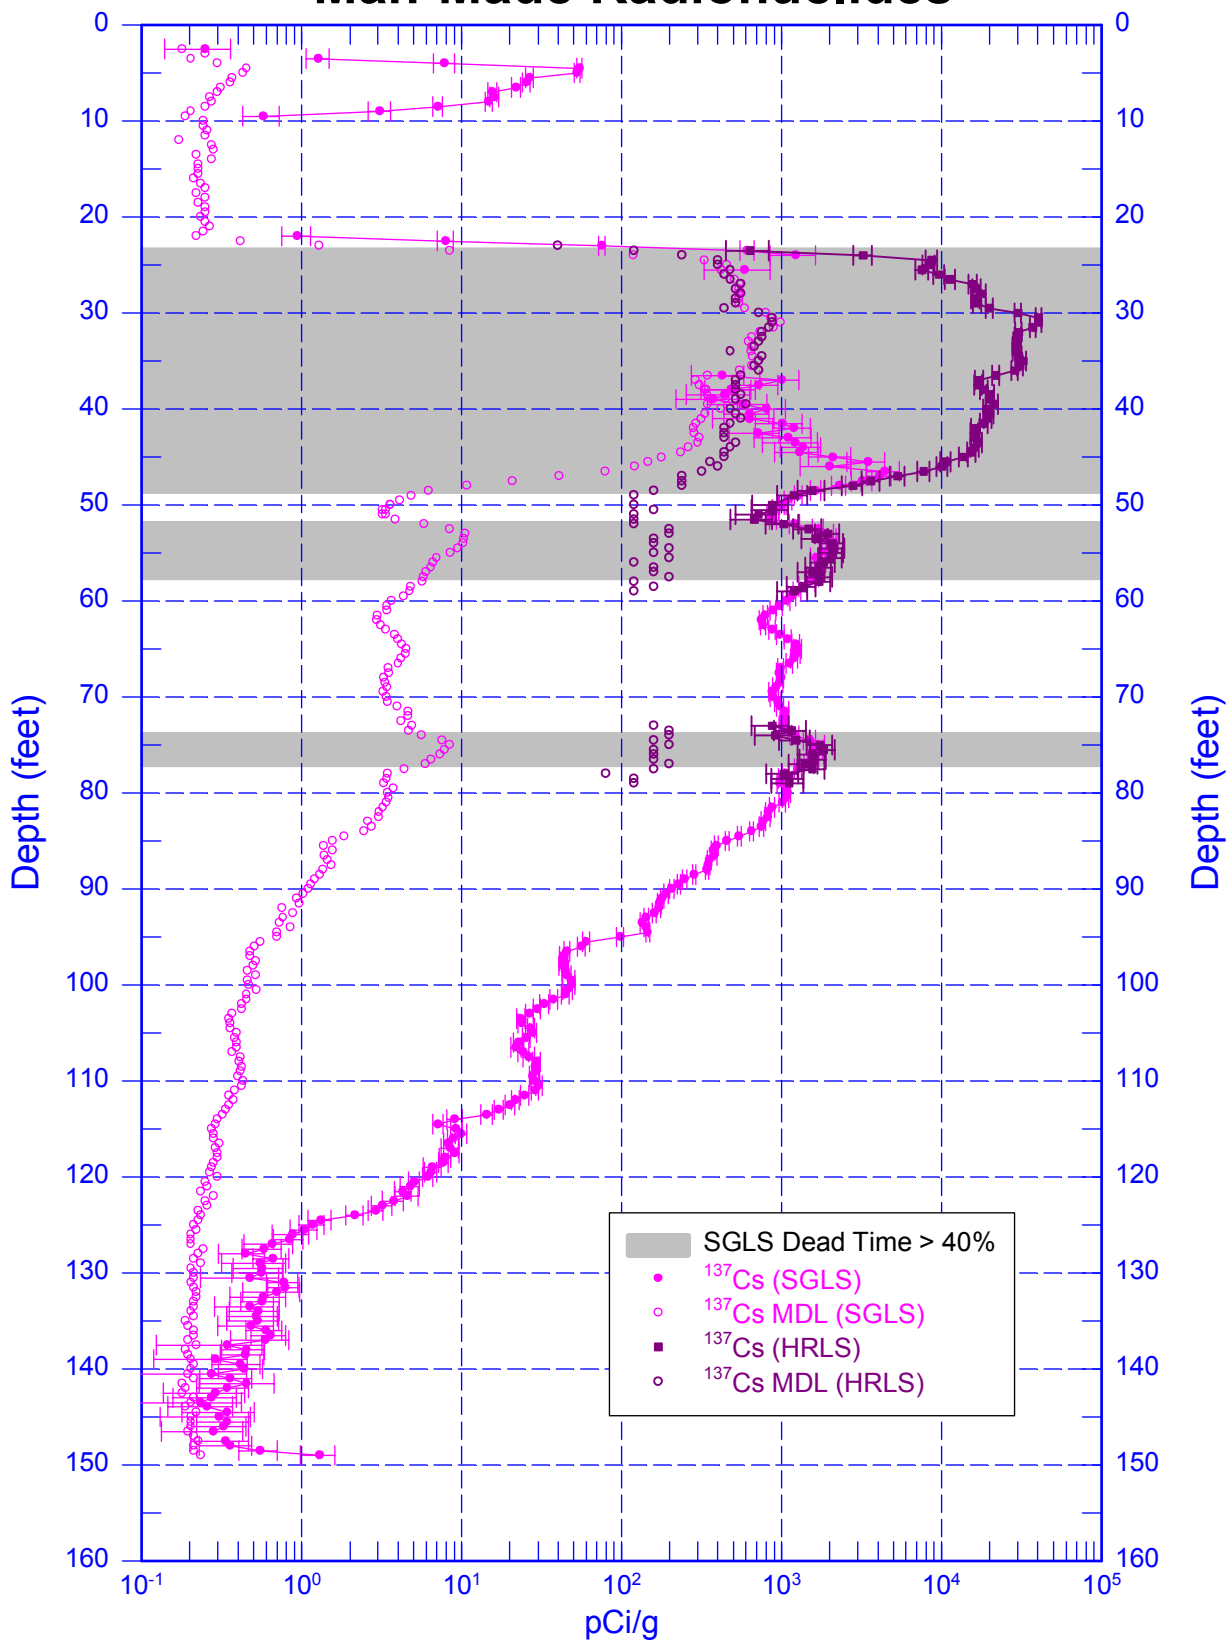 Man-Made Radionuclides
0 0
10 10
20 20
30 30
40 40
50 50
60 60
70 70
80 80
90 90
100 100
110 110
120 120
130 130
140 140
150 150
160 160
Depth (feet)
Depth (feet)
SGLS Dead Time > 40%
¹³⁷Cs (SGLS)
¹³⁷Cs MDL (SGLS)
¹³⁷Cs (HRLS)
¹³⁷Cs MDL (HRLS)
10⁻¹ 10⁰ 10¹ 10² 10³ 10⁴ 10⁵
pCi/g